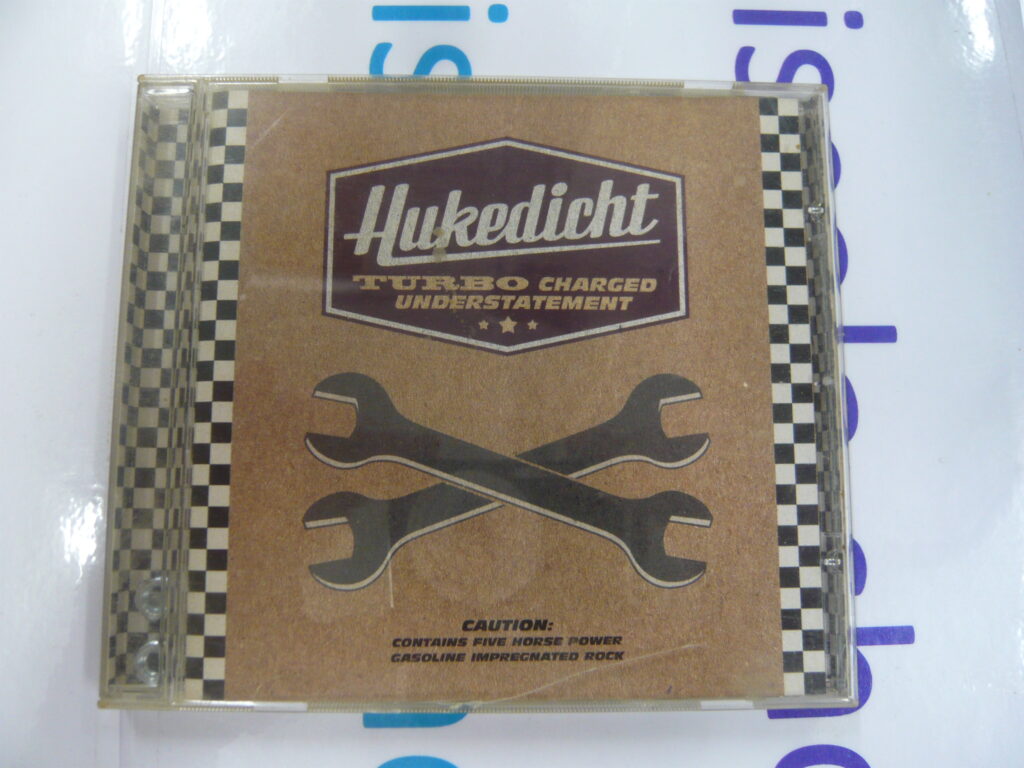 Hukedicht
TURBO CHARGED
UNDERSTATEMENT
CAUTION:
CONTAINS FIVE HORSE POWER
GASOLINE IMPREGNATED ROCK